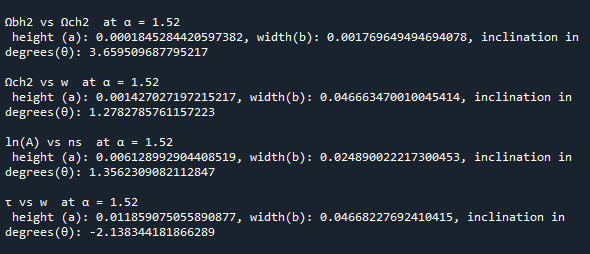 Ωbh2 vs Ωch2  at α = 1.52
 height (a): 0.0001845284420597382, width(b): 0.001769649494694078, inclination in
degrees(θ): 3.659509687795217
Ωch2 vs w  at α = 1.52
 height (a): 0.001427027197215217, width(b): 0.046663470010045414, inclination in
degrees(θ): 1.2782785761157223
ln(A) vs ns  at α = 1.52
 height (a): 0.006128992904408519, width(b): 0.024890022217300453, inclination in
degrees(θ): 1.3562309082112847
τ vs w  at α = 1.52
 height (a): 0.011859075055890877, width(b): 0.04668227692410415, inclination in
degrees(θ): -2.138344181866289